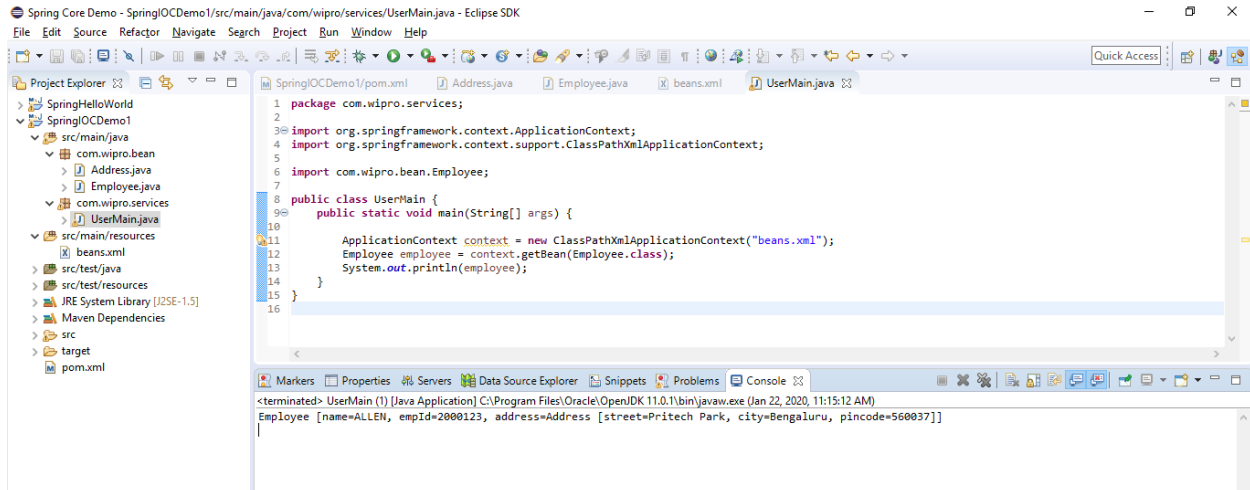 Spring Core Demo - SpringIOCDemo1/src/main/java/com/wipro/services/UserMain.java - Eclipse SDK
File Edit Source Refactor Navigate Search Project Run Window Help
Quick Access
Project Explorer
SpringHelloWorld
SpringIOCDemo1
src/main/java
com.wipro.bean
Address.java
Employee.java
com.wipro.services
UserMain.java
src/main/resources
beans.xml
src/test/java
src/test/resources
JRE System Library [J2SE-1.5]
Maven Dependencies
src
target
pom.xml
SpringIOCDemo1/pom.xml Address.java Employee.java beans.xml UserMain.java
1 package com.wipro.services;
2
3 import org.springframework.context.ApplicationContext;
4 import org.springframework.context.support.ClassPathXmlApplicationContext;
5
6 import com.wipro.bean.Employee;
7
8 public class UserMain {
9 public static void main(String[] args) {
10
11 ApplicationContext context = new ClassPathXmlApplicationContext("beans.xml");
12 Employee employee = context.getBean(Employee.class);
13 System.out.println(employee);
14 }
15 }
16
Markers Properties Servers Data Source Explorer Snippets Problems Console
<terminated> UserMain (1) [Java Application] C:\Program Files\Oracle\OpenJDK 11.0.1\bin\javaw.exe (Jan 22, 2020, 11:15:12 AM)
Employee [name=ALLEN, empId=2000123, address=Address [street=Pritech Park, city=Bengaluru, pincode=560037]]